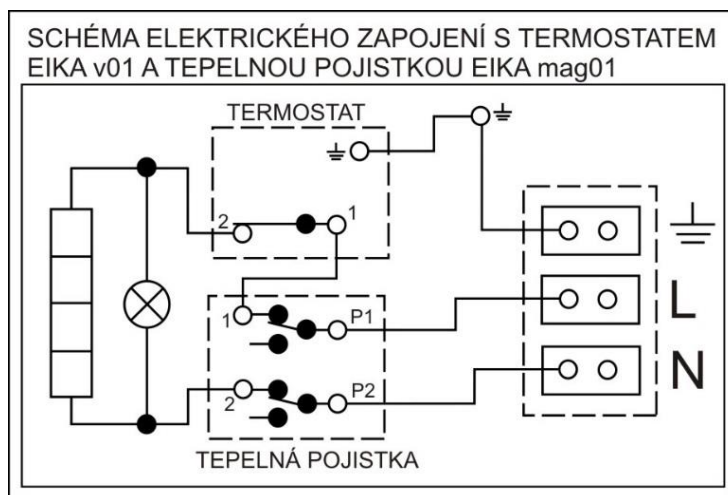 SCHÉMA ELEKTRICKÉHO ZAPOJENÍ S TERMOSTATEM
EIKA v01 A TEPELNOU POJISTKOU EIKA mag01
TERMOSTAT
2 1
L
1 P1
N
2 P2
TEPELNÁ POJISTKA